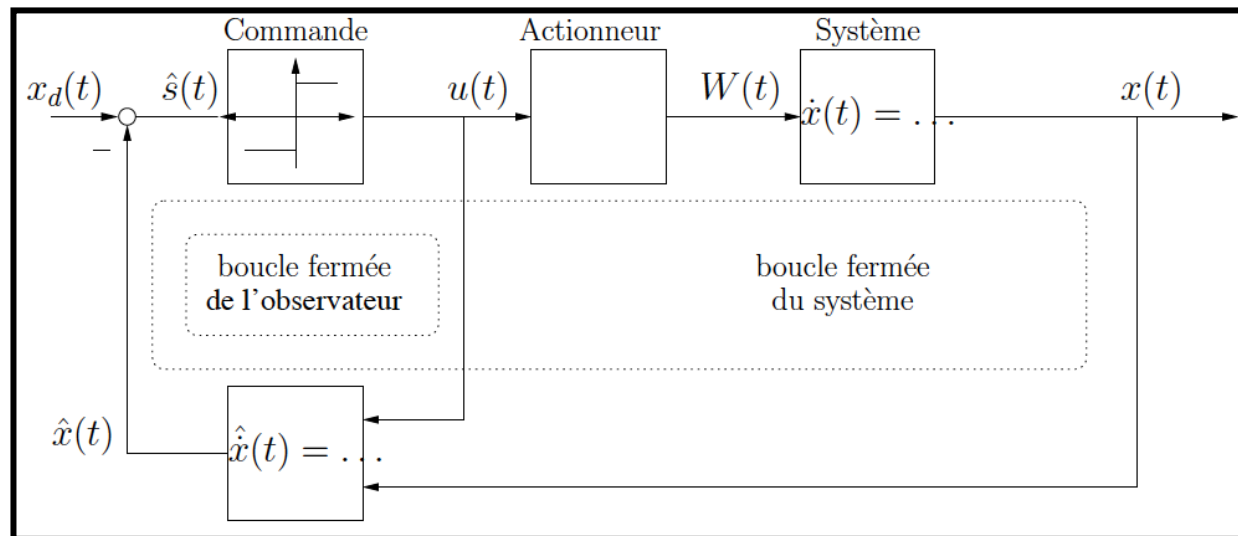 Commande
Actionneur
Système
x_d(t)
ŝ(t)
u(t)
W(t)
ẋ(t) = ...
x(t)
−
boucle fermée
de l'observateur
boucle fermée
du système
x̂(t)
ẋ̂(t) = ...